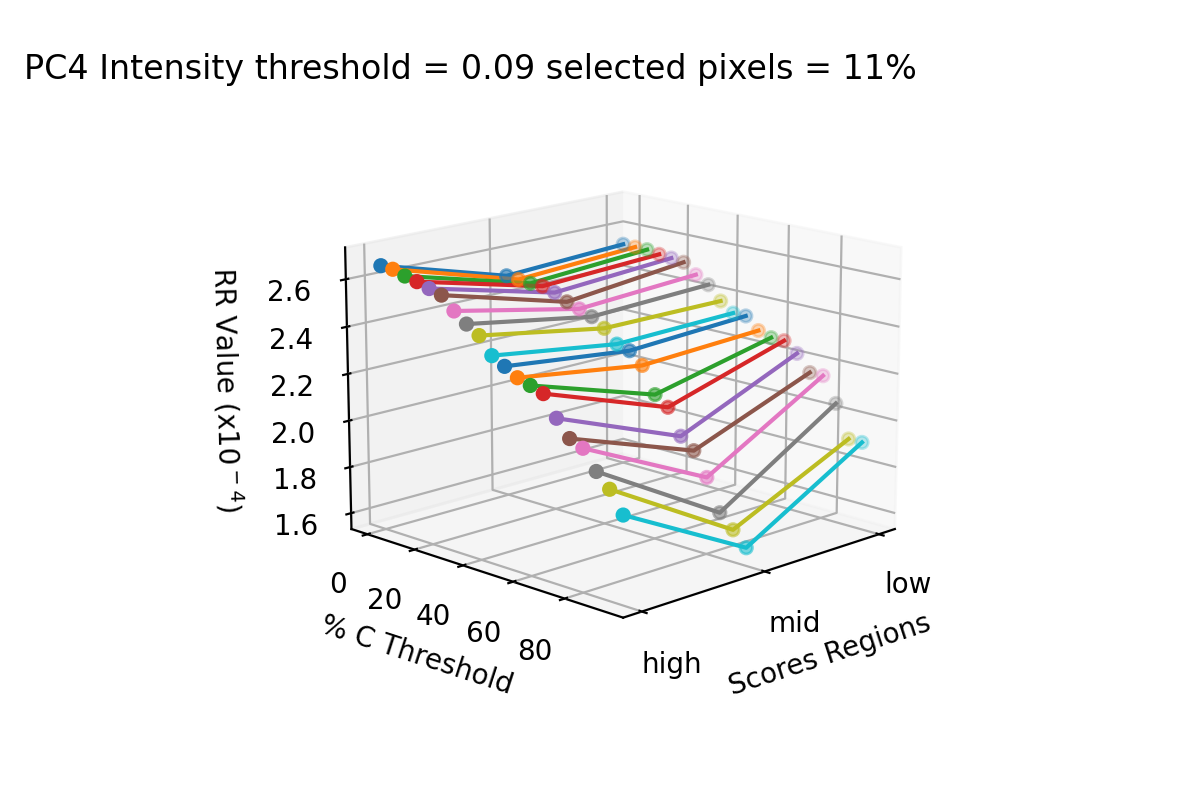 PC4 Intensity threshold = 0.09 selected pixels = 11%
RR Value (x10⁻⁴)
2.6
2.4
2.2
2.0
1.8
1.6
0
20
40
60
80
% C Threshold
high
mid
low
Scores Regions